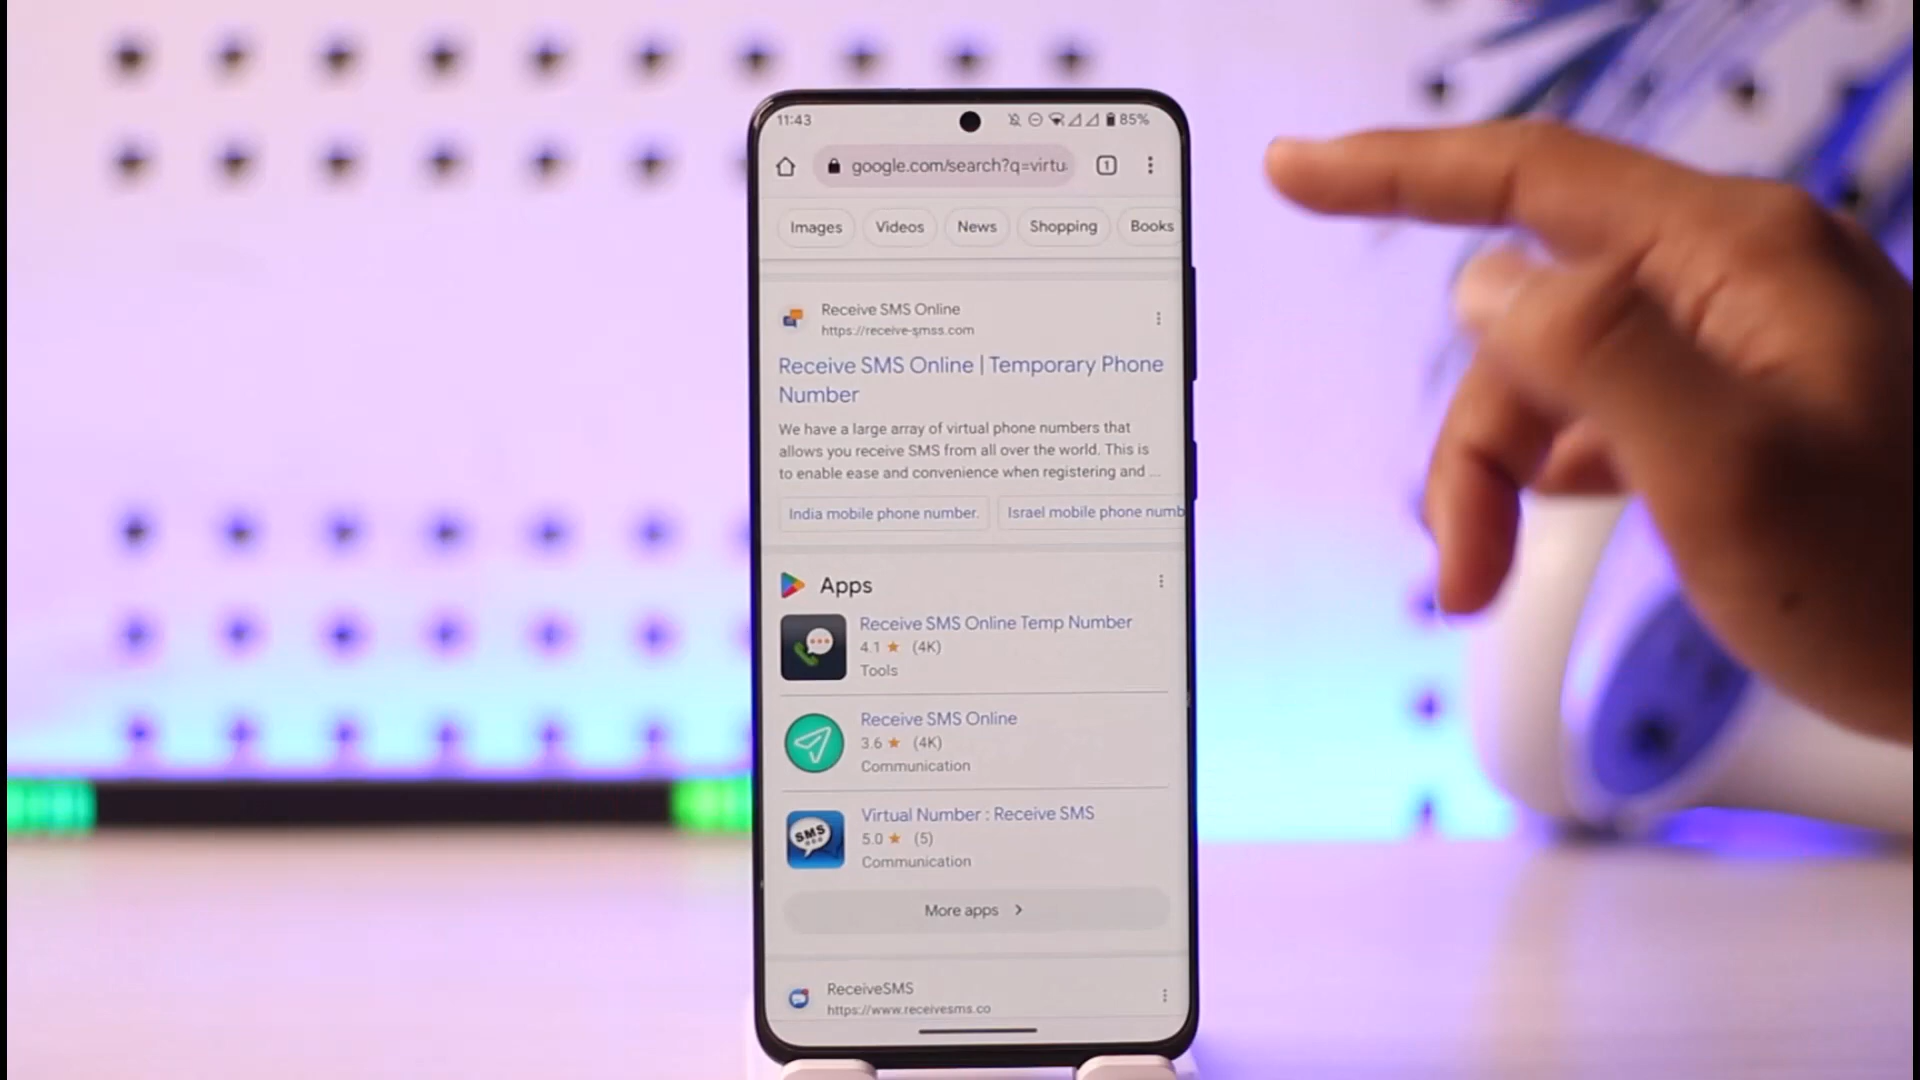 11:43
85%
google.com/search?q=virtu
1
Images Videos News Shopping Books
Receive SMS Online
https://receive-smss.com
Receive SMS Online | Temporary Phone
Number
We have a large array of virtual phone numbers that
allows you receive SMS from all over the world. This is
to enable ease and convenience when registering and ...
India mobile phone number.
Israel mobile phone numb
Apps
Receive SMS Online Temp Number
4.1 ★ (4K)
Tools
Receive SMS Online
3.6 ★ (4K)
Communication
SMS
Virtual Number : Receive SMS
5.0 ★ (5)
Communication
More apps >
ReceiveSMS
https://www.receivesms.co